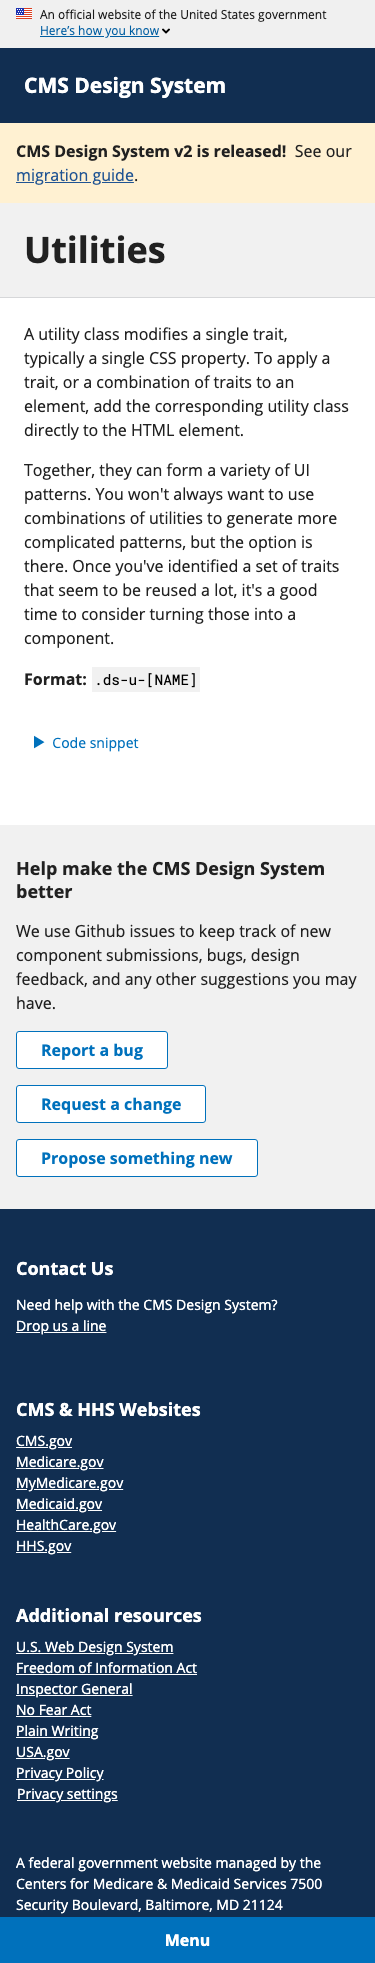 An official website of the United States government
Here's how you know
CMS Design System
CMS Design System v2 is released! See our
migration guide.
Utilities
A utility class modifies a single trait,
typically a single CSS property. To apply a
trait, or a combination of traits to an
element, add the corresponding utility class
directly to the HTML element.
Together, they can form a variety of UI
patterns. You won't always want to use
combinations of utilities to generate more
complicated patterns, but the option is
there. Once you've identified a set of traits
that seem to be reused a lot, it's a good
time to consider turning those into a
component.
Format: .ds-u-[NAME]
Code snippet
Help make the CMS Design System
better
We use Github issues to keep track of new
component submissions, bugs, design
feedback, and any other suggestions you may
have.
Report a bug
Request a change
Propose something new
Contact Us
Need help with the CMS Design System?
Drop us a line
CMS & HHS Websites
CMS.gov
Medicare.gov
MyMedicare.gov
Medicaid.gov
HealthCare.gov
HHS.gov
Additional resources
U.S. Web Design System
Freedom of Information Act
Inspector General
No Fear Act
Plain Writing
USA.gov
Privacy Policy
Privacy settings
A federal government website managed by the
Centers for Medicare & Medicaid Services 7500
Security Boulevard, Baltimore, MD 21124
Menu